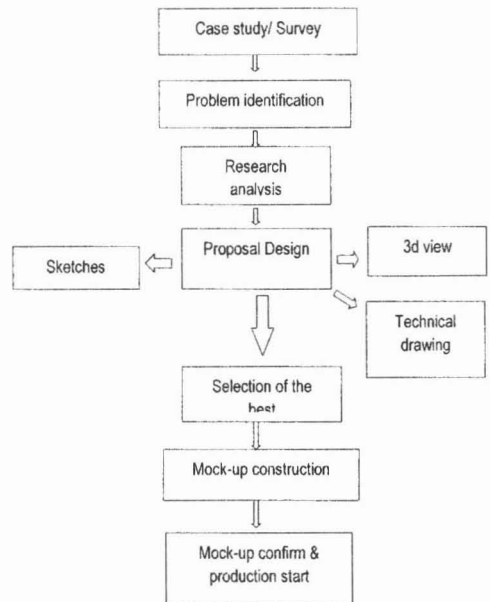 Case study/ Survey
Problem identification
Research
analysis
Proposal Design
Sketches
3d view
Technical
drawing
Selection of the
best
Mock-up construction
Mock-up confirm &
production start